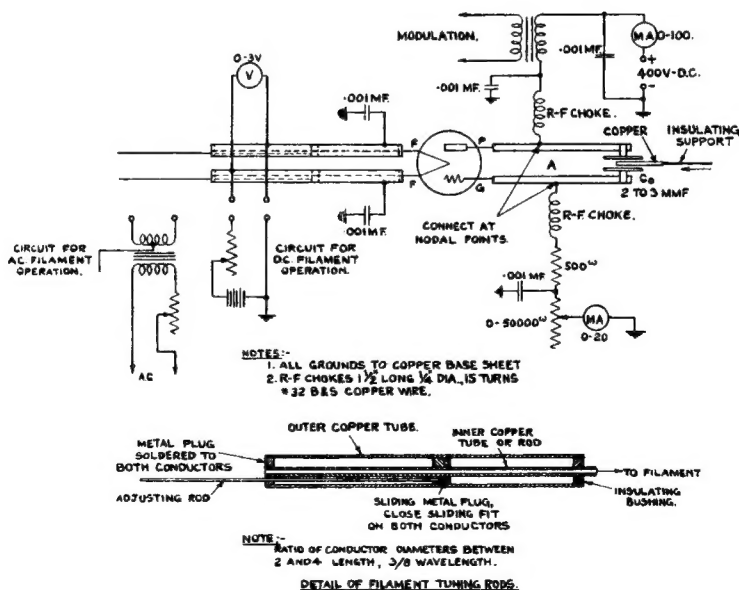 MODULATION.
.001 MF.
MA
0-100.
+
400V-D.C.
-
0-3V
V
.001 MF.
.001 MF.
R-F CHOKE.
COPPER
INSULATING
SUPPORT
F
P
A
F
G
C₀
2 TO 3 MMF
CONNECT AT
NODAL POINTS.
R-F CHOKE.
.001MF.
CIRCUIT FOR
A.C. FILAMENT
OPERATION.
CIRCUIT FOR
D.C. FILAMENT
OPERATION.
500ω
.001 MF.
0-50000ω
MA
0-20
A.C
NOTES:-
1. ALL GROUNDS TO COPPER BASE SHEET
2. R-F CHOKES 1½" LONG ¼" DIA., 15 TURNS
#32 B&S COPPER WIRE.
OUTER COPPER TUBE.
INNER COPPER
TUBE OR ROD
METAL PLUG
SOLDERED TO
BOTH CONDUCTORS
TO FILAMENT
ADJUSTING ROD
SLIDING METAL PLUG,
CLOSE SLIDING FIT
ON BOTH CONDUCTORS
INSULATING
BUSHING.
NOTE:-
RATIO OF CONDUCTOR DIAMETERS BETWEEN
2 AND 4 LENGTH, 3/8 WAVELENGTH.
DETAIL OF FILAMENT TUNING RODS.